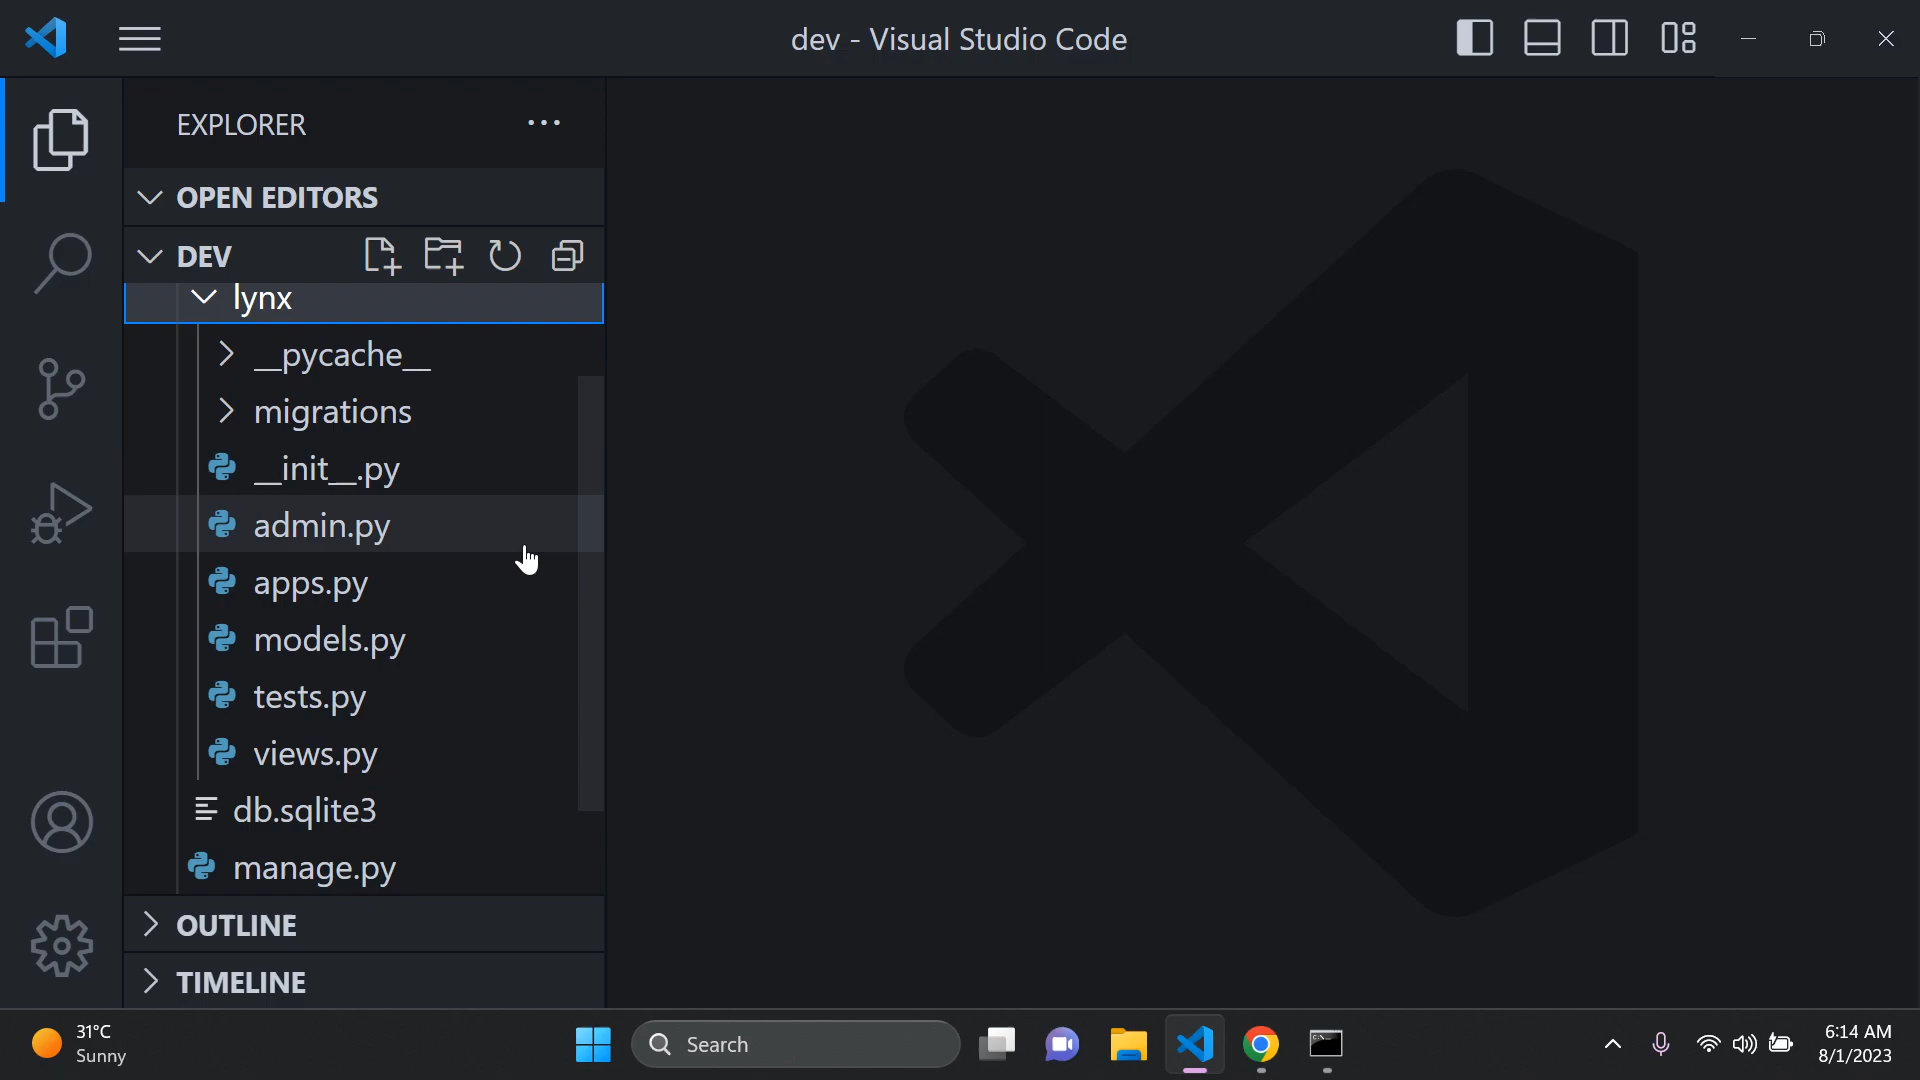 dev - Visual Studio Code
EXPLORER
OPEN EDITORS
DEV
lynx
__pycache__
migrations
__init__.py
admin.py
apps.py
models.py
tests.py
views.py
db.sqlite3
manage.py
OUTLINE
TIMELINE
31°C
Sunny
Search
6:14 AM
8/1/2023